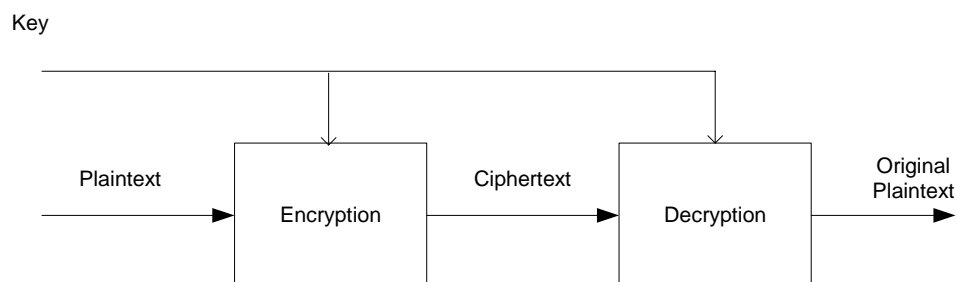 Key
Plaintext
Encryption
Ciphertext
Decryption
Original
Plaintext